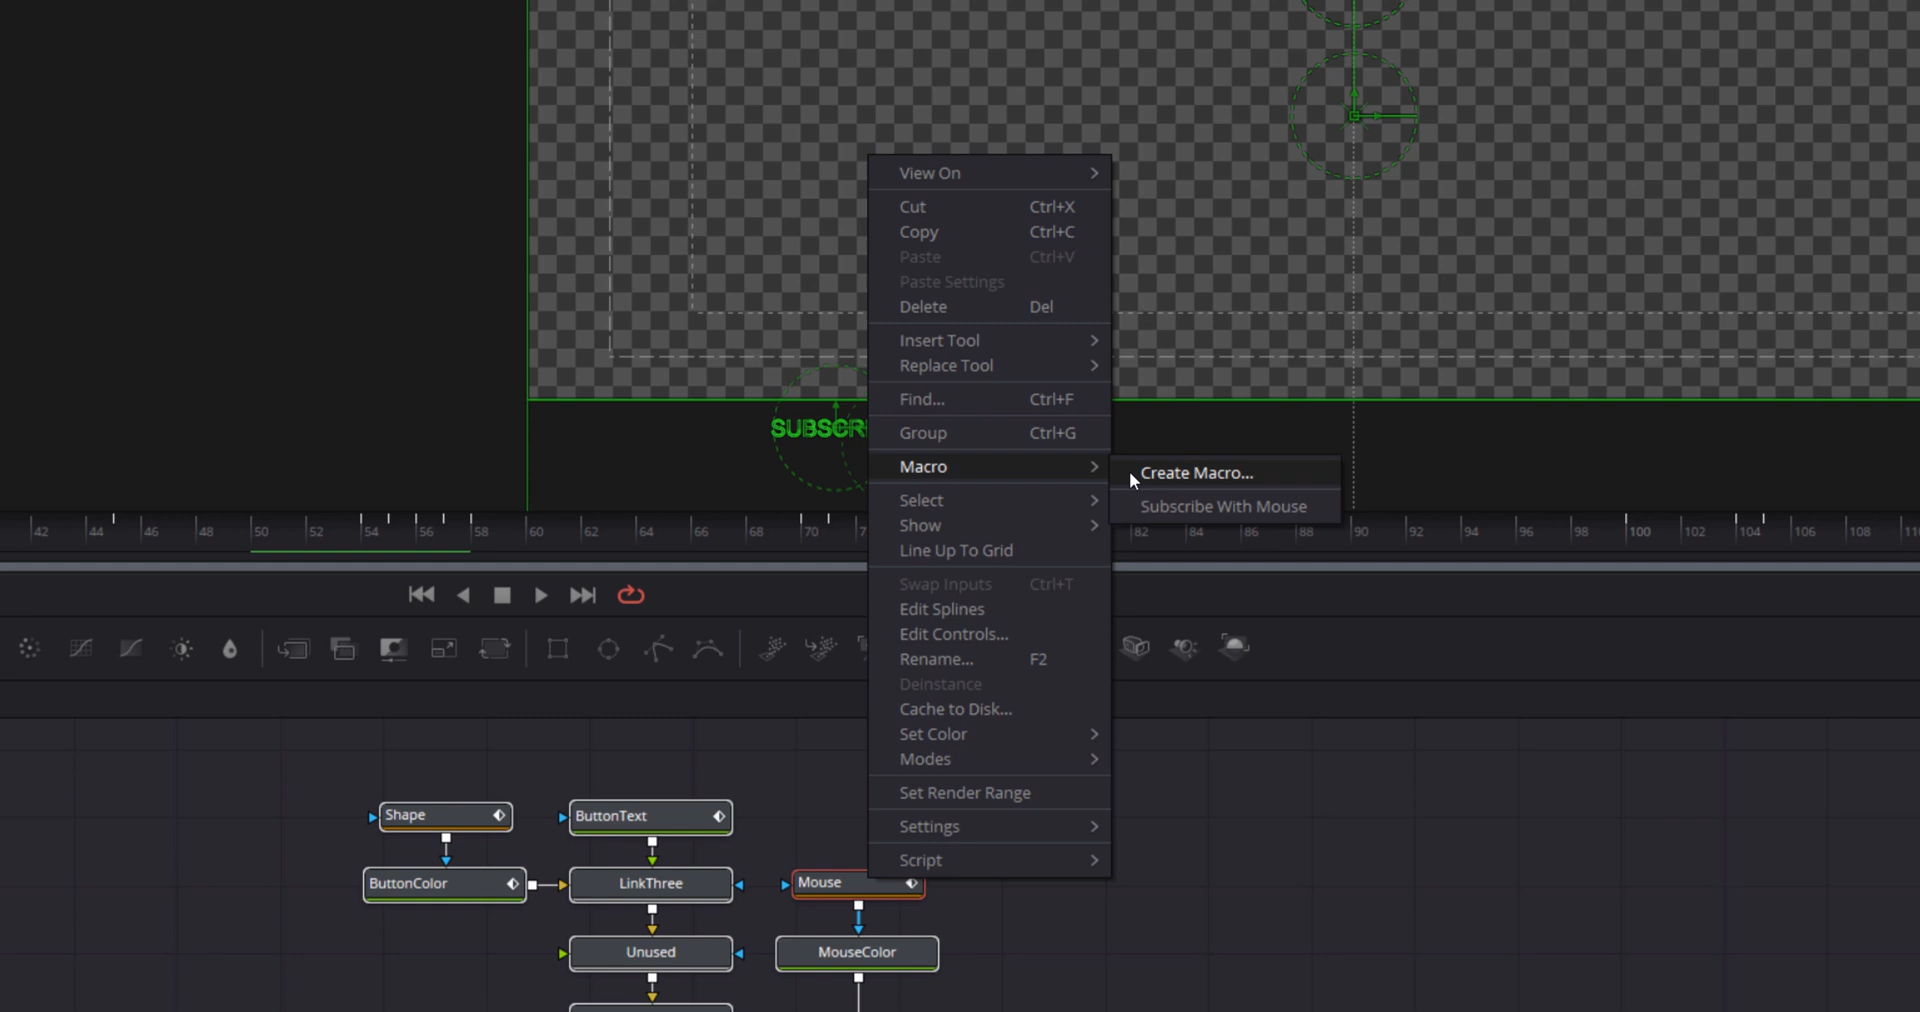 View On
Cut Ctrl+X
Copy Ctrl+C
Paste Ctrl+V
Paste Settings
Delete Del
Insert Tool
Replace Tool
Find... Ctrl+F
Group Ctrl+G
Macro
Create Macro...
Subscribe With Mouse
Select
Show
Line Up To Grid
Swap Inputs Ctrl+T
Edit Splines
Edit Controls...
Rename... F2
Deinstance
Cache to Disk...
Set Color
Modes
Set Render Range
Settings
Script
42 44 46 48 50 52 54 56 58 60 62 64 66 68 70 82 84 86 88 90 92 94 96 98 100 102 104 106 108
Shape ButtonText
ButtonColor LinkThree Mouse
Unused MouseColor